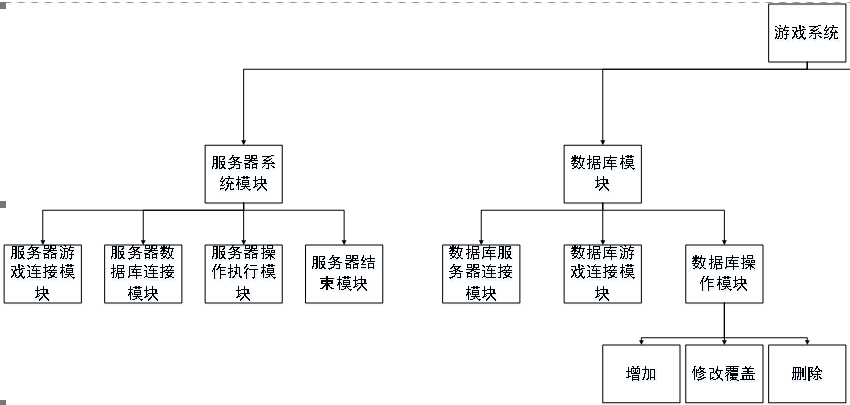 游戏系统
服务器系
统模块
数据库模
块
服务器游
戏连接模
块
服务器数
据库连接
模块
服务器操
作执行模
块
服务器结
束模块
数据库服
务器连接
模块
数据库游
戏连接模
块
数据库操
作模块
增加
修改覆盖
删除